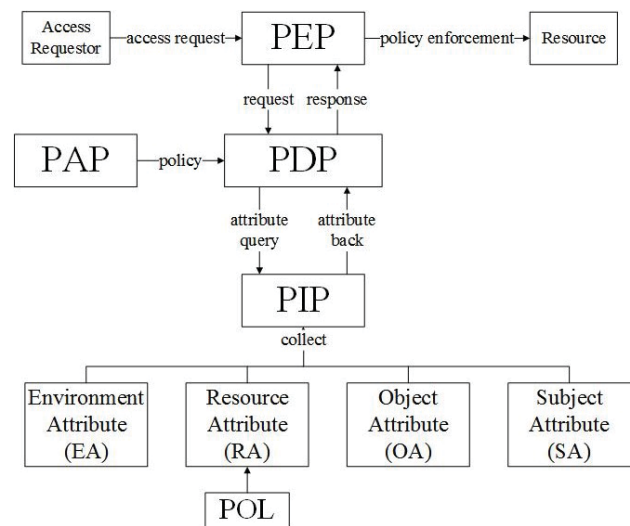 Access
Requestor
access request
PEP
policy enforcement
Resource
request
response
PAP
policy
PDP
attribute
query
attribute
back
PIP
collect
Environment
Attribute
(EA)
Resource
Attribute
(RA)
Object
Attribute
(OA)
Subject
Attribute
(SA)
POL